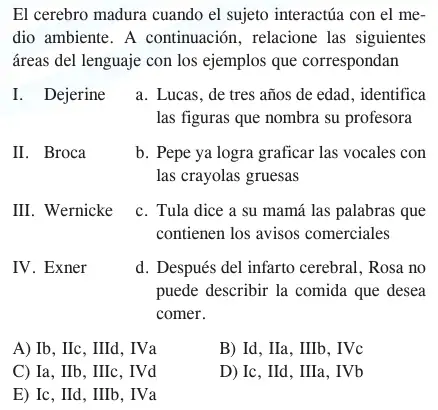 El cerebro madura cuando el sujeto interactúa con el me-
dio ambiente. A continuación, relacione las siguientes
áreas del lenguaje con los ejemplos que correspondan
I. Dejerine a. Lucas, de tres años de edad, identifica
las figuras que nombra su profesora
II. Broca b. Pepe ya logra graficar las vocales con
las crayolas gruesas
III. Wernicke c. Tula dice a su mamá las palabras que
contienen los avisos comerciales
IV. Exner d. Después del infarto cerebral, Rosa no
puede describir la comida que desea
comer.
A) Ib, IIc, IIId, IVa B) Id, IIa, IIIb, IVc
C) Ia, IIb, IIIc, IVd D) Ic, IId, IIIa, IVb
E) Ic, IId, IIIb, IVa